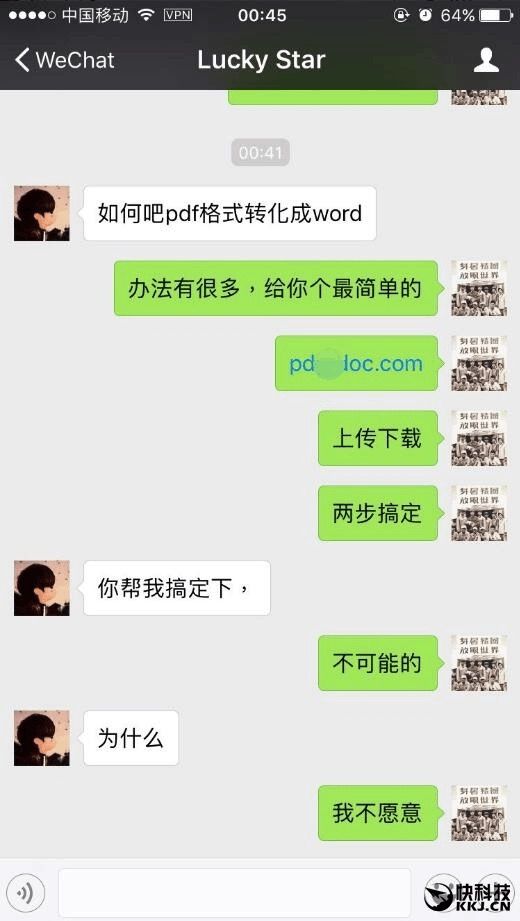 中国移动 VPN 00:45 64%
WeChat Lucky Star
00:41
如何吧pdf格式转化成word
办法有很多，给你个最简单的
pd doc.com
上传下载
两步搞定
你帮我搞定下，
不可能的
为什么
我不愿意
快科技
KKJ.CN